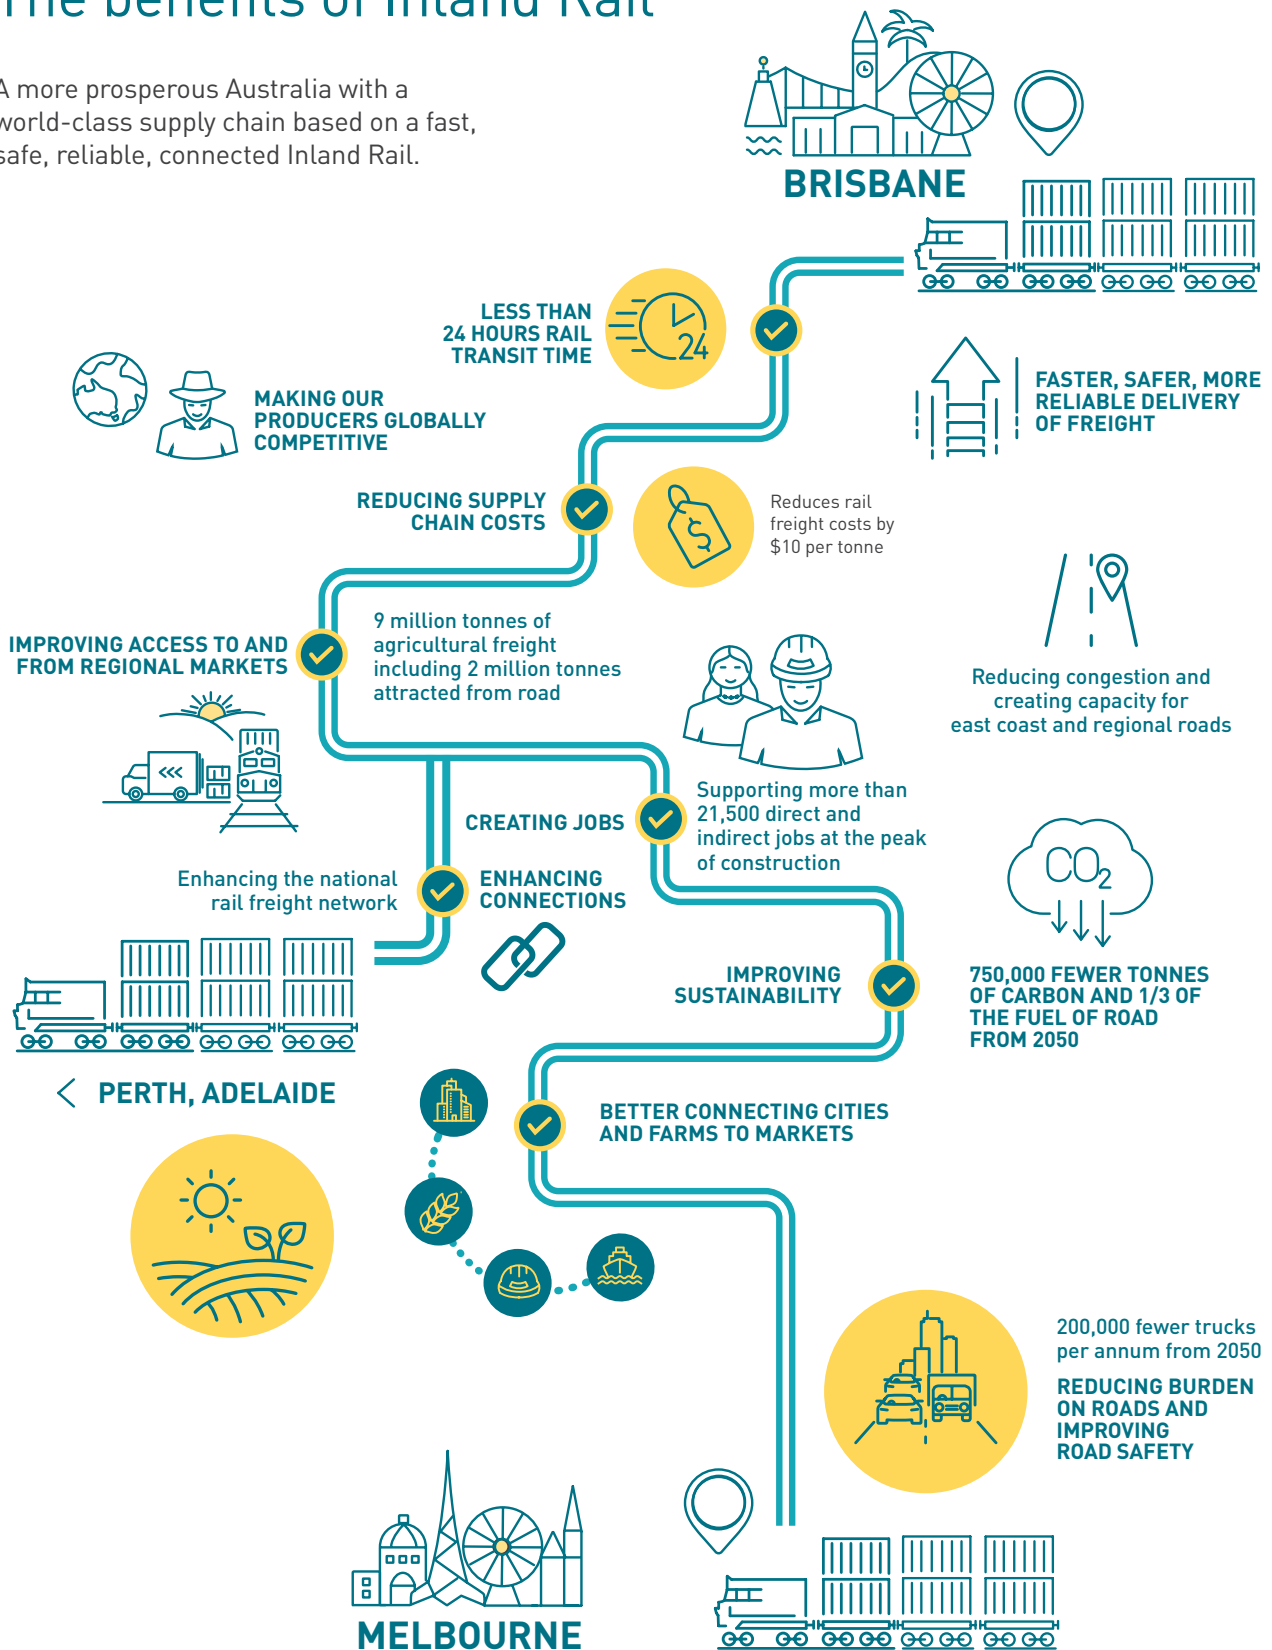 The benefits of Inland Rail
A more prosperous Australia with a
world-class supply chain based on a fast,
safe, reliable, connected Inland Rail.
BRISBANE
LESS THAN
24 HOURS RAIL
TRANSIT TIME
24
FASTER, SAFER, MORE
RELIABLE DELIVERY
OF FREIGHT
MAKING OUR
PRODUCERS GLOBALLY
COMPETITIVE
REDUCING SUPPLY
CHAIN COSTS
$
Reduces rail
freight costs by
$10 per tonne
IMPROVING ACCESS TO AND
FROM REGIONAL MARKETS
9 million tonnes of
agricultural freight
including 2 million tonnes
attracted from road
Reducing congestion and
creating capacity for
east coast and regional roads
CREATING JOBS
Supporting more than
21,500 direct and
indirect jobs at the peak
of construction
Enhancing the national
rail freight network
ENHANCING
CONNECTIONS
CO2
IMPROVING
SUSTAINABILITY
750,000 FEWER TONNES
OF CARBON AND 1/3 OF
THE FUEL OF ROAD
FROM 2050
< PERTH, ADELAIDE
BETTER CONNECTING CITIES
AND FARMS TO MARKETS
200,000 fewer trucks
per annum from 2050
REDUCING BURDEN
ON ROADS AND
IMPROVING
ROAD SAFETY
MELBOURNE